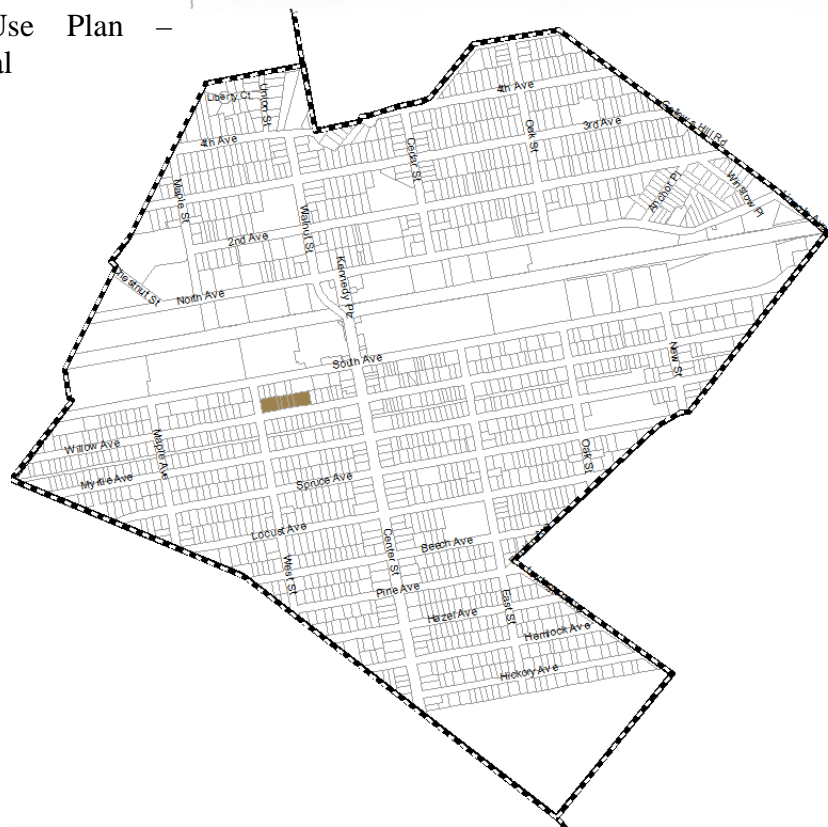 Use Plan –
al
Liberty Ct
Union St
4th Ave
4th Ave
3rd Ave
Oak St
Cedar St
Hill Rd
Maple St
Walnut St
Anchor Pl
Winslow Pl
2nd Ave
Chestnut St
North Ave
Kennedy Plz
South Ave
New St
Willow Ave
Maple Ave
Myrtle Ave
Spruce Ave
Oak St
Locust Ave
Beech Ave
Center St
West St
Pine Ave
East St
Hazel Ave
Hemlock Ave
Hickory Ave